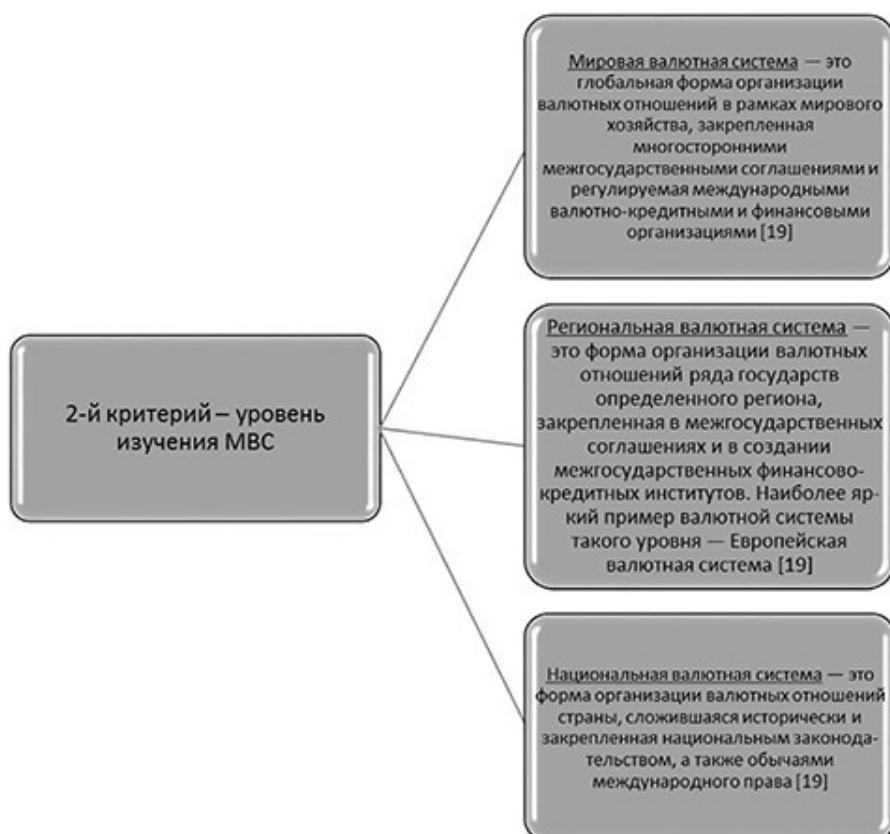 2-й критерий – уровень
изучения МВС
Мировая валютная система — это
глобальная форма организации
валютных отношений в рамках мирового
хозяйства, закрепленная
многосторонними
межгосударственными соглашениями и
регулируемая международными
валютно-кредитными и финансовыми
организациями [19]
Региональная валютная система —
это форма организации валютных
отношений ряда государств
определенного региона,
закрепленная в межгосударственных
соглашениях и в создании
межгосударственных финансово-
кредитных институтов. Наиболее яр-
кий пример валютной системы
такого уровня — Европейская
валютная система [19]
Национальная валютная система — это
форма организации валютных отношений
страны, сложившаяся исторически и
закрепленная национальным законода-
тельством, а также обычаями
международного права [19]